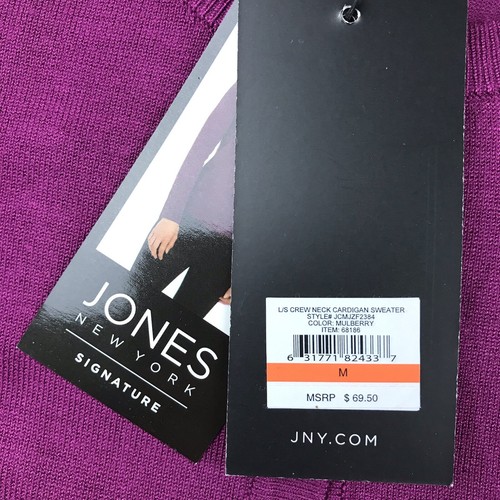 JONES
NEW YORK
SIGNATURE
L/S CREW NECK CARDIGAN SWEATER
STYLE# JCMJZF2384
COLOR: MULBERRY
ITEM: 68186
6 31771 82433 7
M
MSRP $ 69.50
JNY.COM